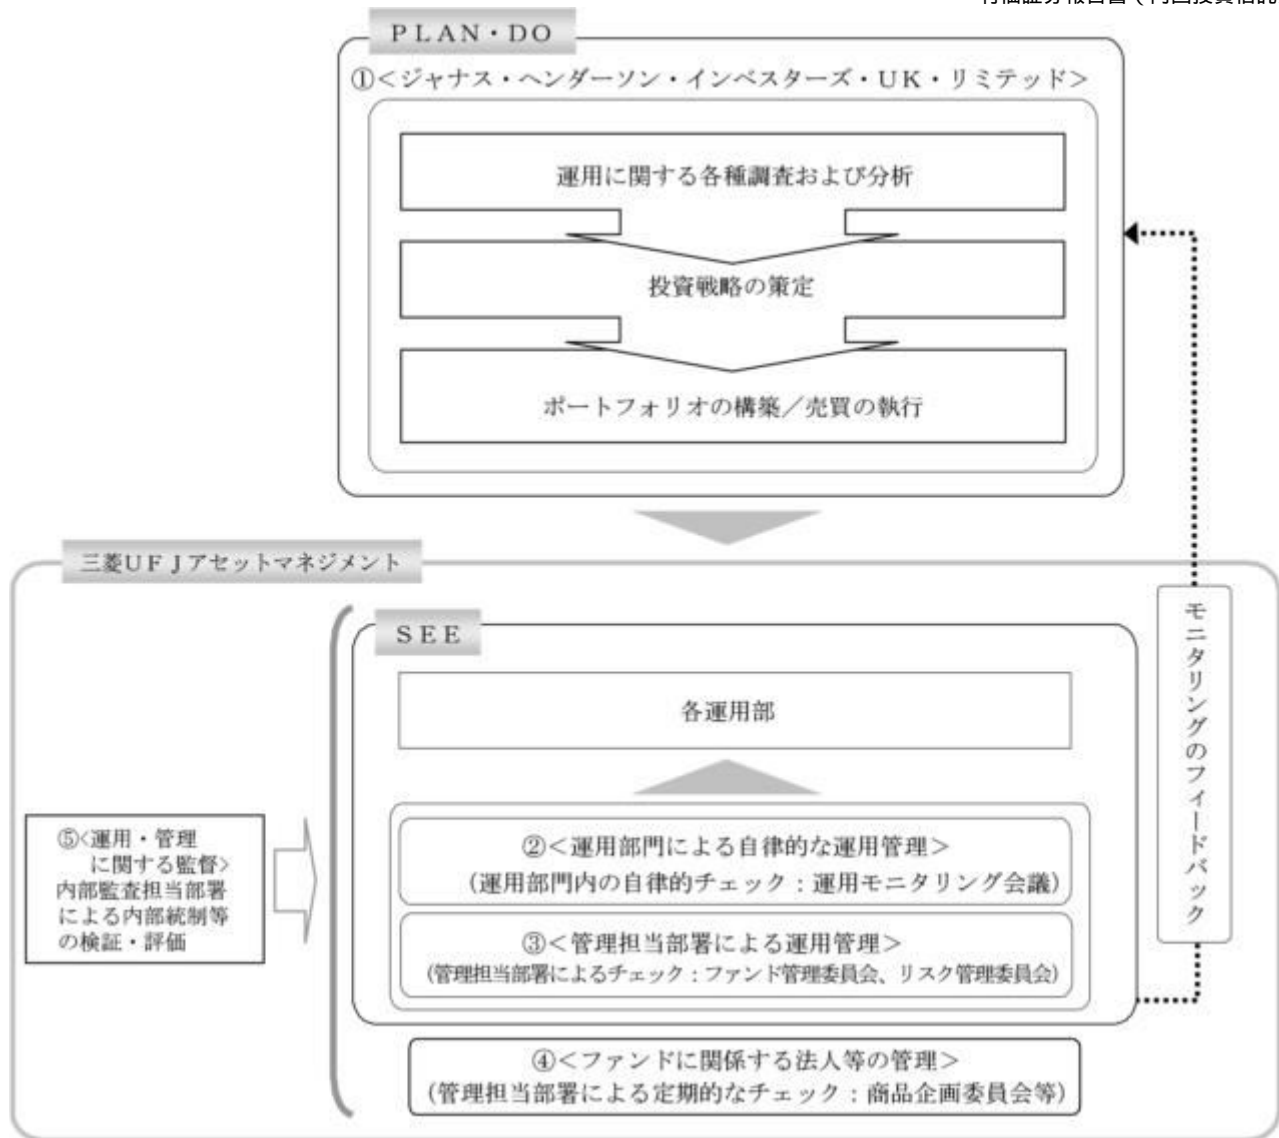 PLAN・DO
①<ジャナス・ヘンダーソン・インベスターズ・UK・リミテッド>
運用に関する各種調査および分析
投資戦略の策定
ポートフォリオの構築／売買の執行
三菱UFJアセットマネジメント
SEE
各運用部
②<運用部門による自律的な運用管理>
(運用部門内の自律的チェック：運用モニタリング会議)
③<管理担当部署による運用管理>
(管理担当部署によるチェック：ファンド管理委員会、リスク管理委員会)
④<ファンドに関係する法人等の管理>
(管理担当部署による定期的なチェック：商品企画委員会等)
⑤<運用・管理
に関する監督>
内部監査担当部署
による内部統制等
の検証・評価
モニタリングのフィードバック